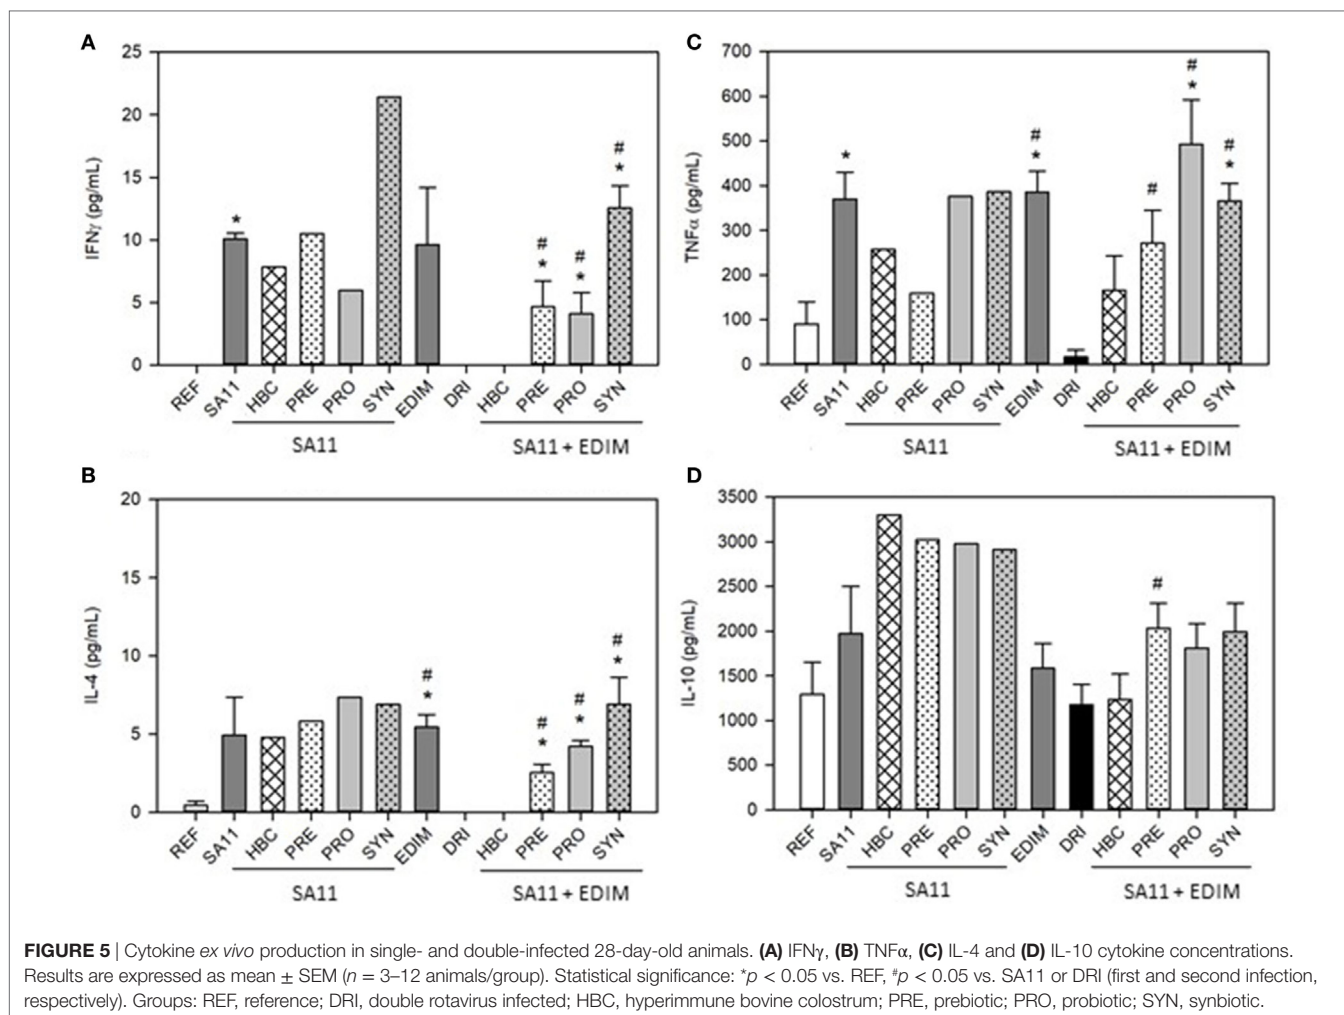 A
25
20
15
10
5
0
IFNγ (pg/mL)
*
# *
# *
# *
REF SA11 HBC PRE PRO SYN EDIM DRI HBC PRE PRO SYN
SA11 SA11 + EDIM
C
700
600
500
400
300
200
100
0
TNFα (pg/mL)
*
# *
#
# *
# *
REF SA11 HBC PRE PRO SYN EDIM DRI HBC PRE PRO SYN
SA11 SA11 + EDIM
B
20
15
10
5
0
IL-4 (pg/mL)
# *
# *
# *
# *
REF SA11 HBC PRE PRO SYN EDIM DRI HBC PRE PRO SYN
SA11 SA11 + EDIM
D
3500
3000
2500
2000
1500
1000
500
0
IL-10 (pg/mL)
#
REF SA11 HBC PRE PRO SYN EDIM DRI HBC PRE PRO SYN
SA11 SA11 + EDIM
FIGURE 5 | Cytokine ex vivo production in single- and double-infected 28-day-old animals. (A) IFNγ, (B) TNFα, (C) IL-4 and (D) IL-10 cytokine concentrations.
Results are expressed as mean ± SEM (n = 3–12 animals/group). Statistical significance: *p < 0.05 vs. REF, #p < 0.05 vs. SA11 or DRI (first and second infection,
respectively). Groups: REF, reference; DRI, double rotavirus infected; HBC, hyperimmune bovine colostrum; PRE, prebiotic; PRO, probiotic; SYN, synbiotic.